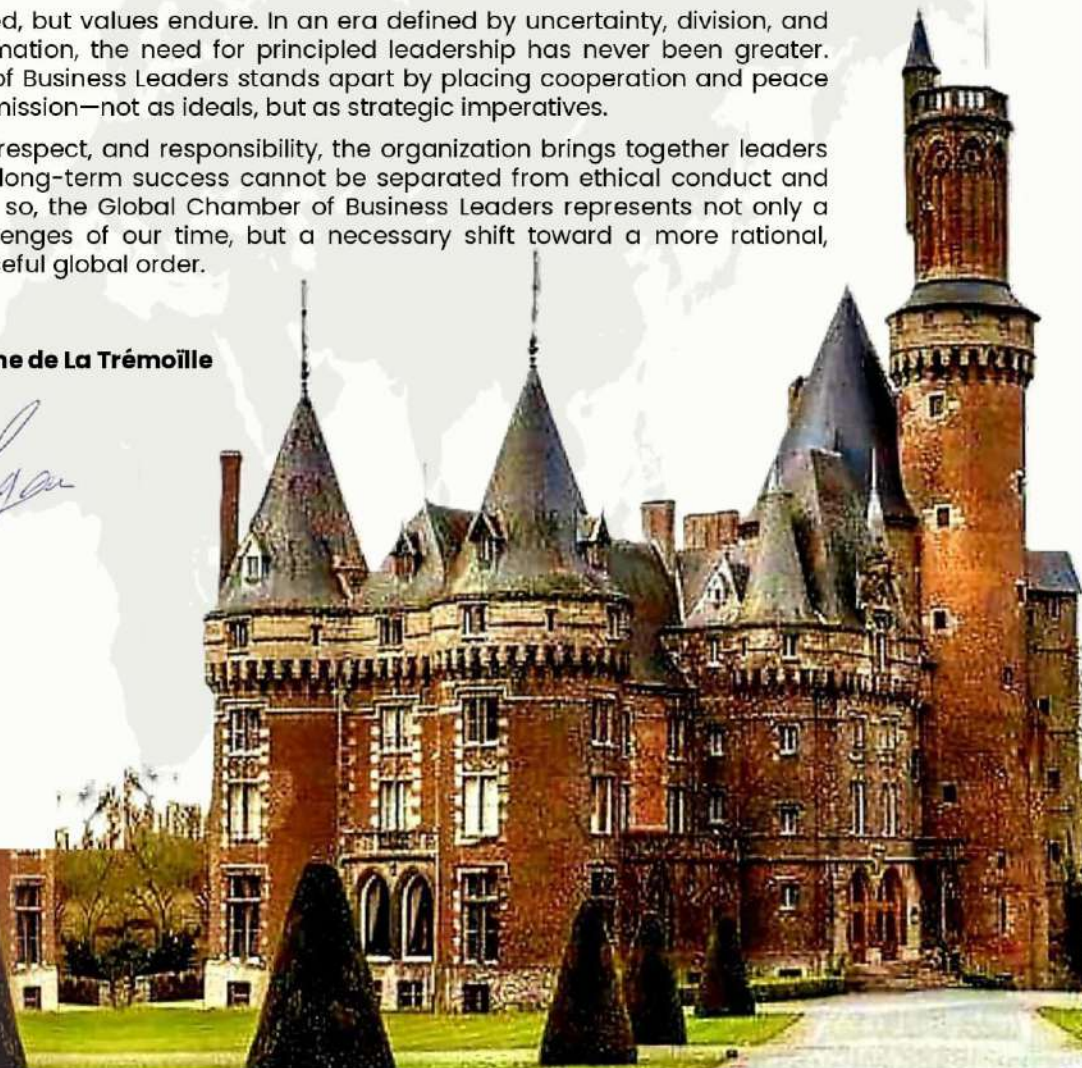 ed, but values endure. In an era defined by uncertainty, division, and
mation, the need for principled leadership has never been greater.
of Business Leaders stands apart by placing cooperation and peace
mission—not as ideals, but as strategic imperatives.
respect, and responsibility, the organization brings together leaders
long-term success cannot be separated from ethical conduct and
so, the Global Chamber of Business Leaders represents not only a
enges of our time, but a necessary shift toward a more rational,
eful global order.
ne de La Trémoïlle